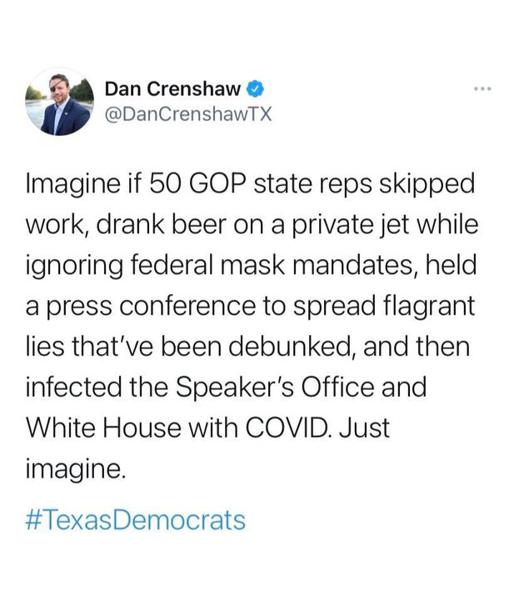 Dan Crenshaw
@DanCrenshawTX
Imagine if 50 GOP state reps skipped
work, drank beer on a private jet while
ignoring federal mask mandates, held
a press conference to spread flagrant
lies that've been debunked, and then
infected the Speaker's Office and
White House with COVID. Just
imagine.
#TexasDemocrats